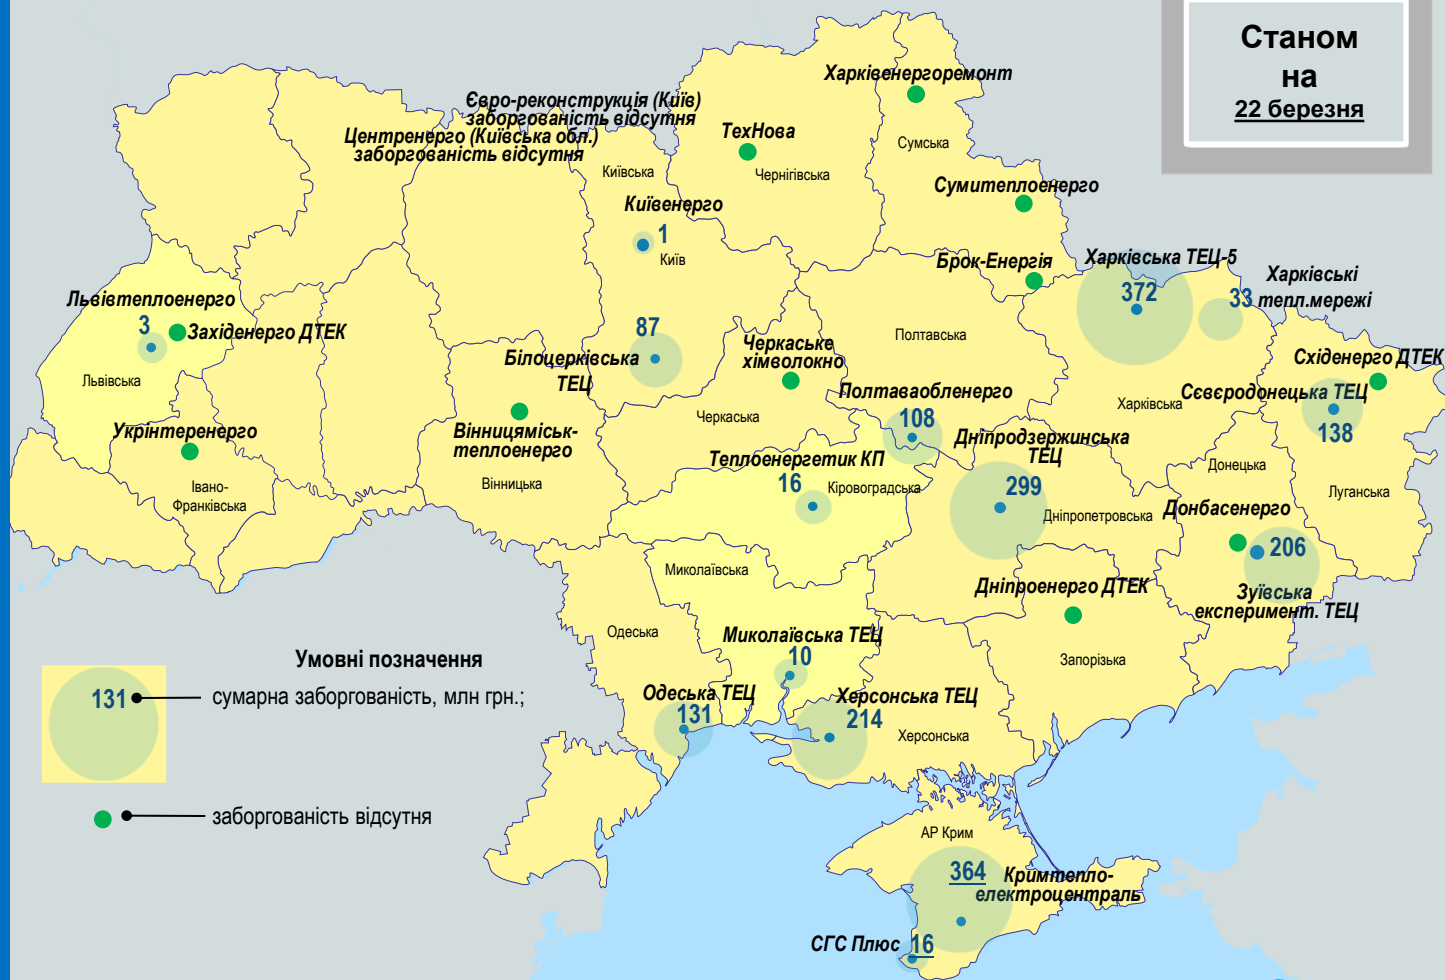 Станом
на
22 березня
Харківенергоремонт
Євро-реконструкція (Київ)
заборгованість відсутня
Центренерго (Київська обл.)
заборгованість відсутня
ТехНова
Чернігівська
Сумська
Київська
Сумитеплоенерго
Київенерго
1
Київ
Брок-Енергія
Харківська ТЕЦ-5
372
33
Харківські
тепл.мережі
Львівтеплоенерго
3
Західенерго ДТЕК
Львівська
87
Білоцерківська
ТЕЦ
Черкаське
хімволокно
Полтавська
Східенерго ДТЕК
Сєвєродонецька ТЕЦ
138
Полтаваобленерго
108
Харківська
Черкаська
Укрінтеренерго
Вінницяміськ-
теплоенерго
Вінницька
Теплоенергетик КП
16
Кіровоградська
Дніпродзержинська
ТЕЦ
299
Дніпропетровська
Донецька
Луганська
Івано-
Франківська
Донбасенерго
206
Зуївська
експеримент. ТЕЦ
Миколаївська
Дніпроенерго ДТЕК
Одеська
Миколаївська ТЕЦ
10
Запорізька
Умовні позначення
131
сумарна заборгованість, млн грн.;
заборгованість відсутня
Одеська ТЕЦ
131
Херсонська ТЕЦ
214
Херсонська
АР Крим
364
Кримтепло-
електроцентраль
СГС Плюс
16